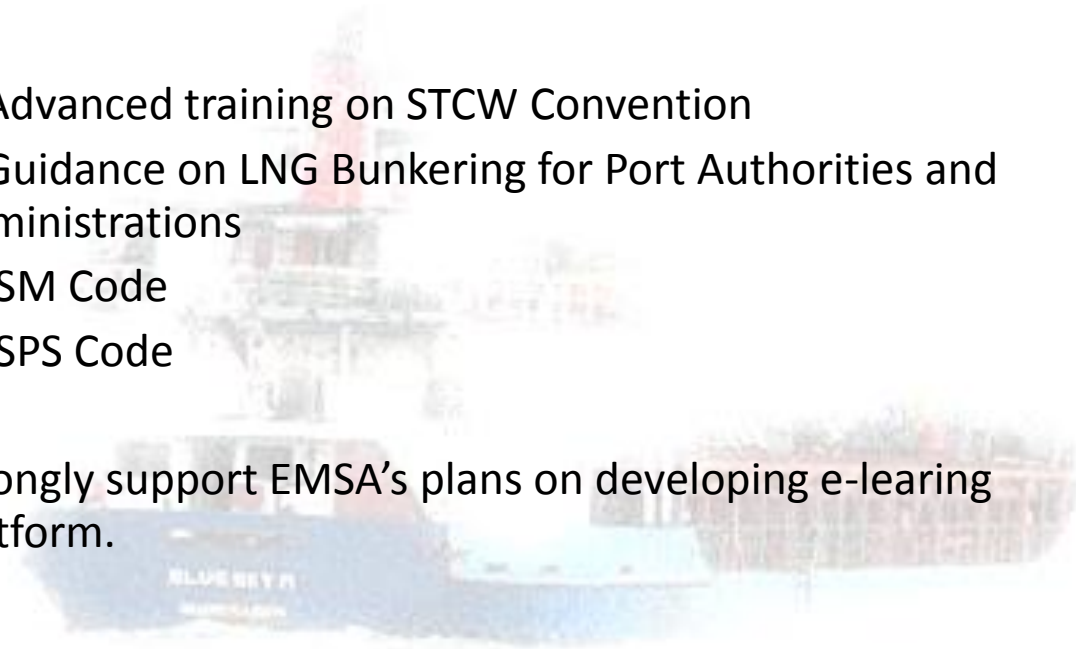 Advanced training on STCW Convention
Guidance on LNG Bunkering for Port Authorities and
ministrations
SM Code
SPS Code
ongly support EMSA’s plans on developing e-learing
tform.